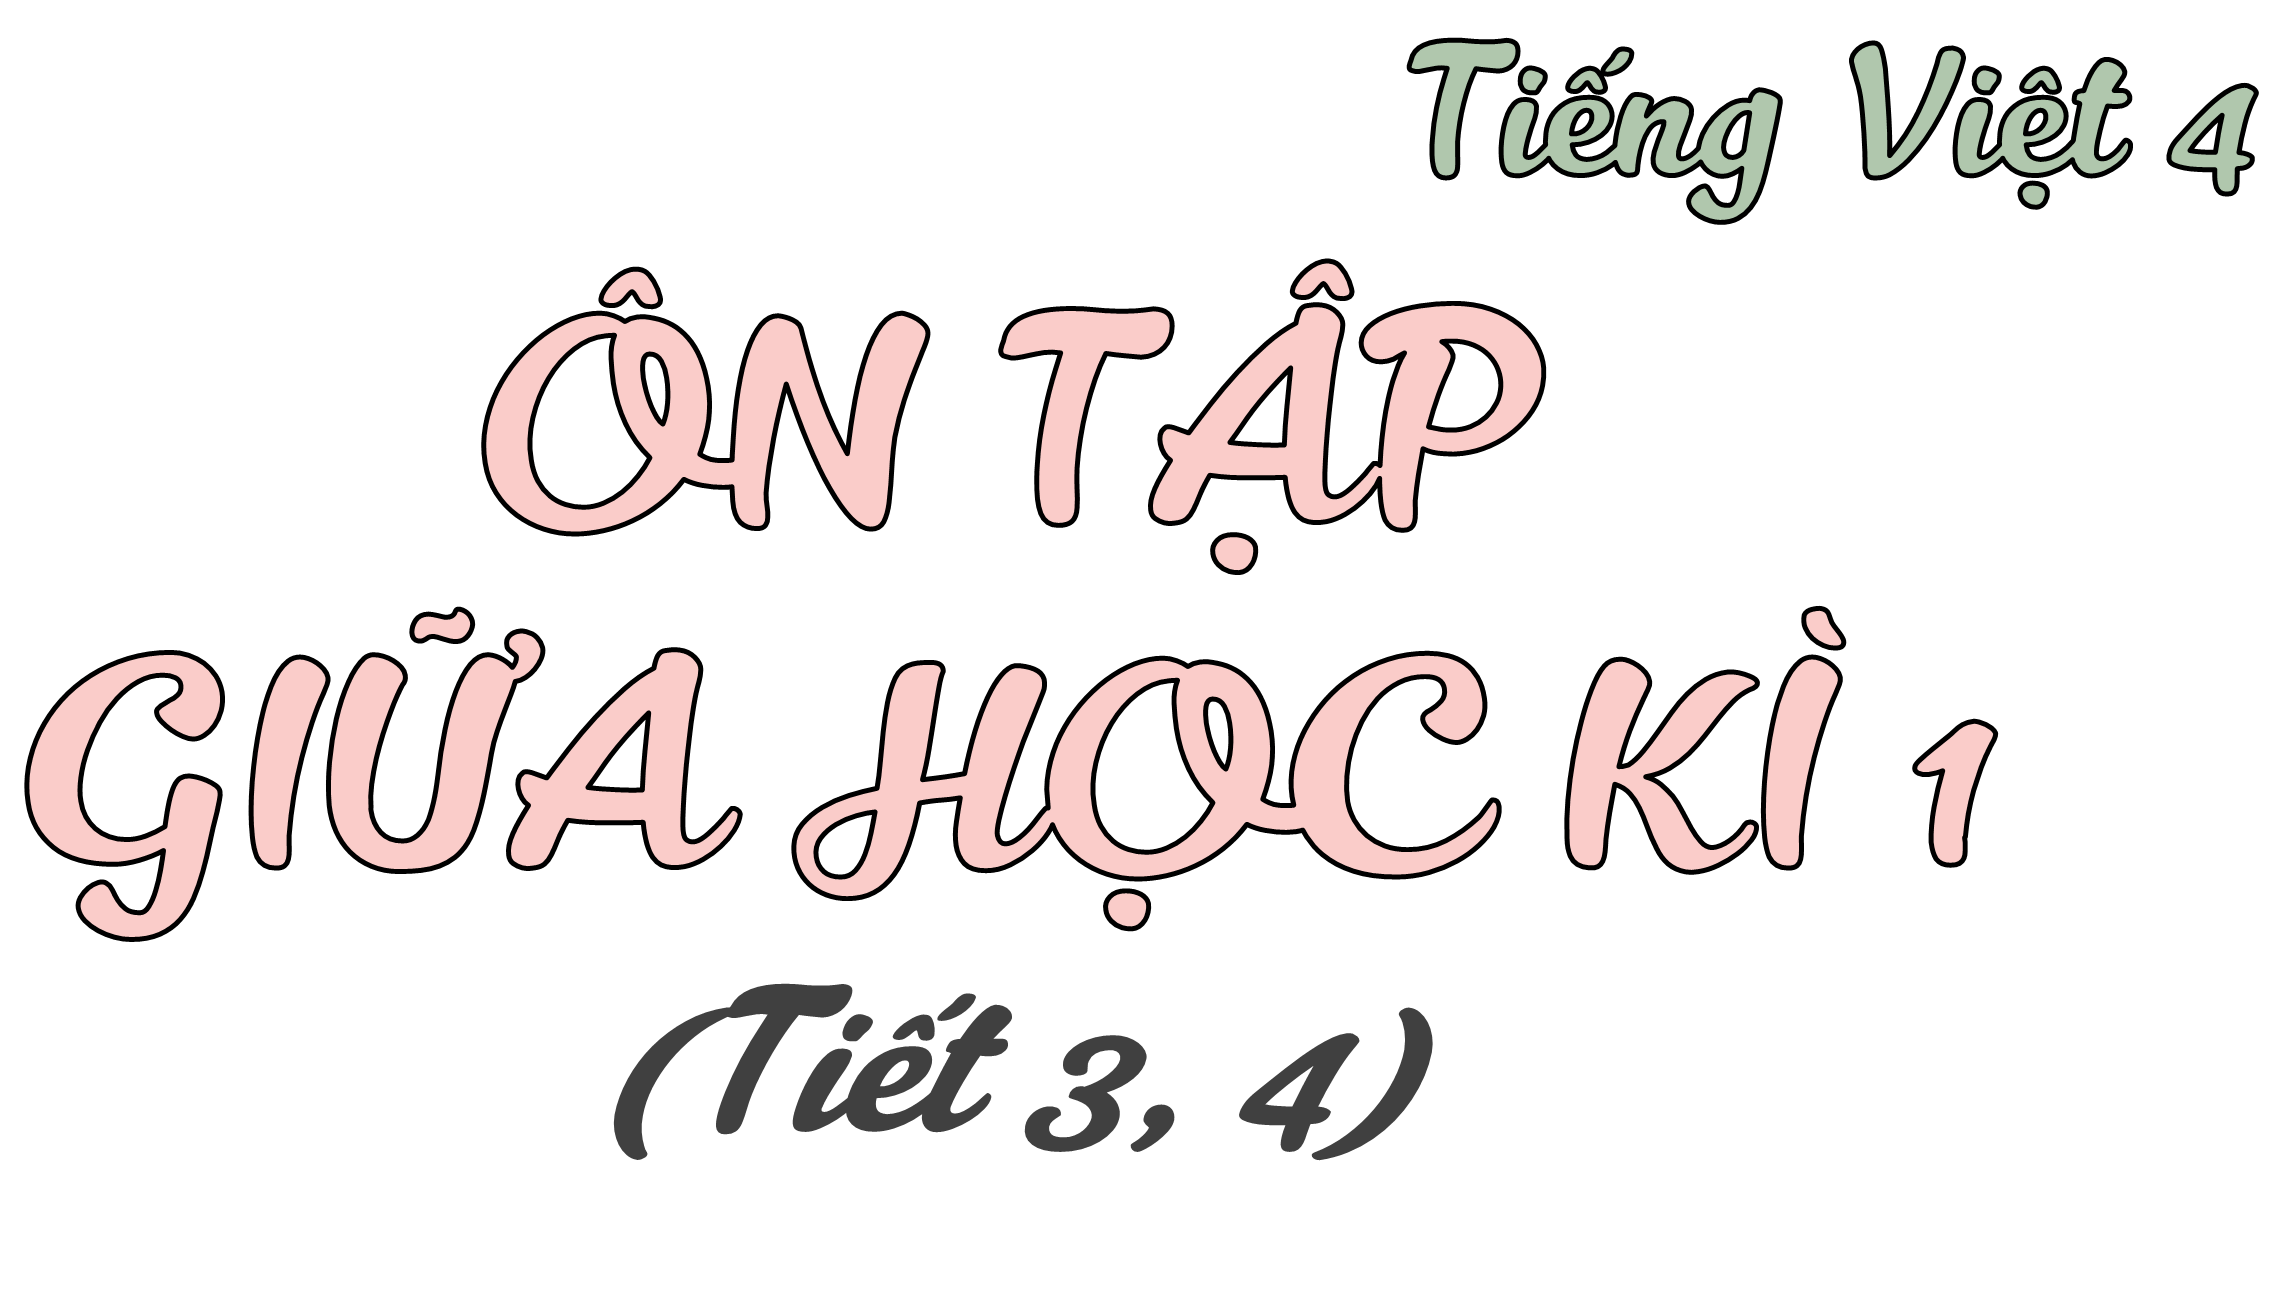 Tiếng Việt 4
ÔN TẬP
GIỮA HỌC KÌ 1
(Tiết 3, 4)